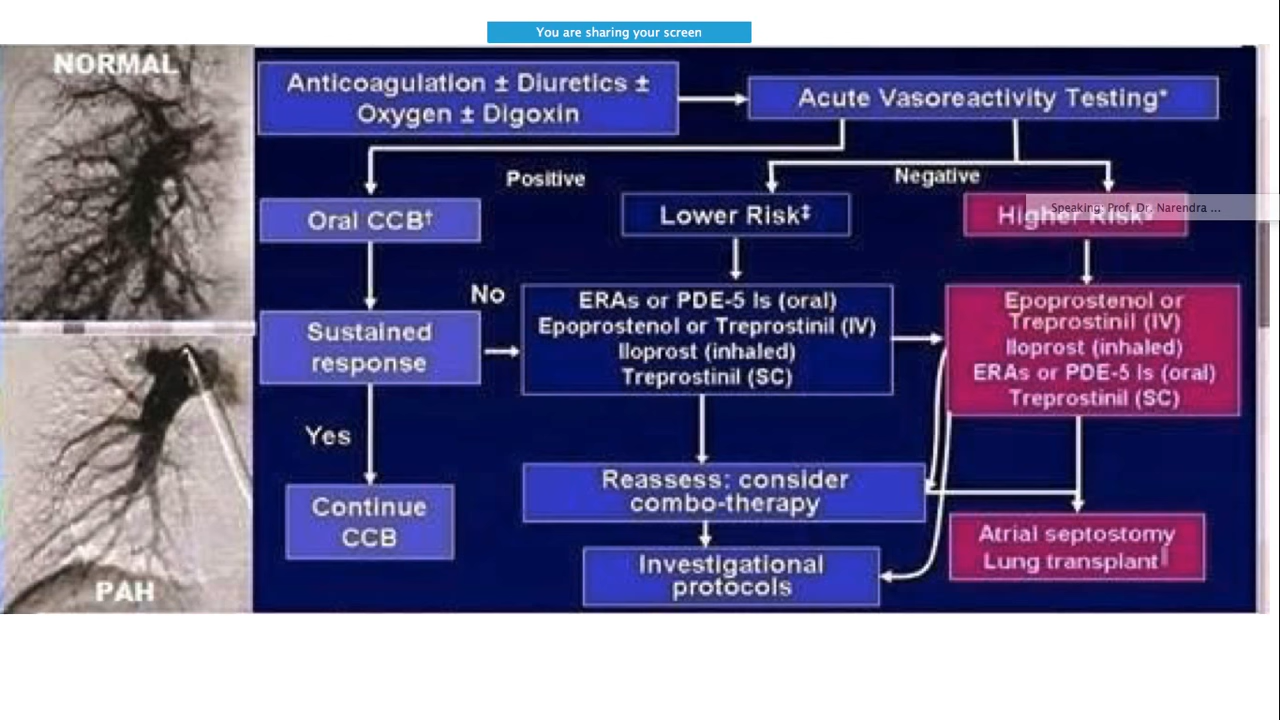 You are sharing your screen
NORMAL
Anticoagulation ± Diuretics ±
Oxygen ± Digoxin
Acute Vasoreactivity Testing*
Positive
Negative
Oral CCB†
Lower Risk‡
Higher Risk
Speaking: Prof. Dr. Narendra ...
No
Sustained
response
ERAs or PDE-5 Is (oral)
Epoprostenol or Treprostinil (IV)
Iloprost (inhaled)
Treprostinil (SC)
Epoprostenol or
Treprostinil (IV)
Iloprost (inhaled)
ERAs or PDE-5 Is (oral)
Treprostinil (SC)
Yes
Reassess: consider
combo-therapy
Continue
CCB
Atrial septostomy
Lung transplant‖
Investigational
protocols
PAH